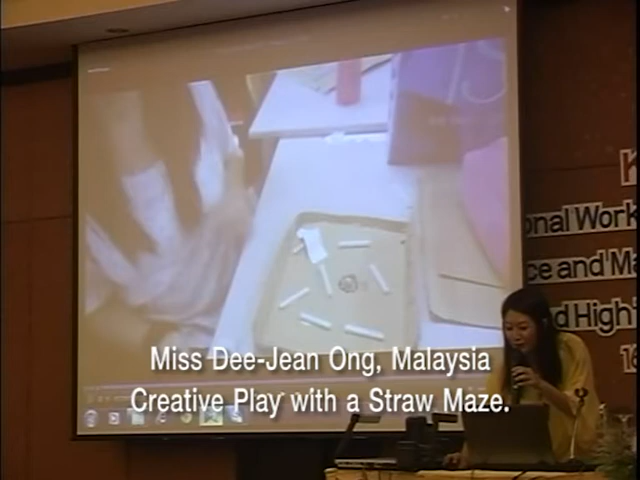 onal Work
ce and Ma
d High
Miss Dee-Jean Ong, Malaysia
Creative Play with a Straw Maze.